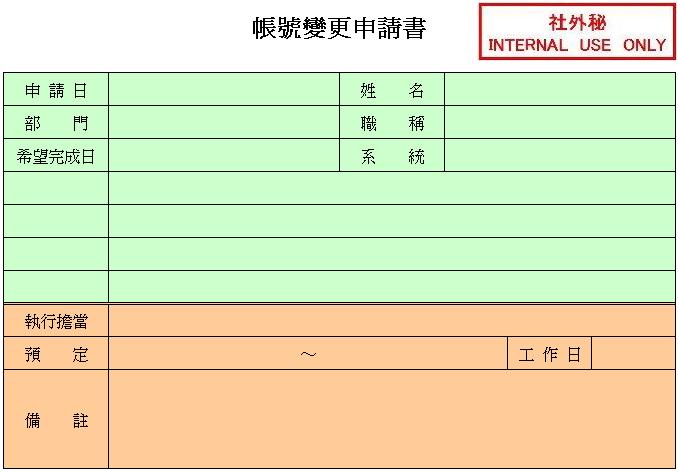 帳號變更申請書
社外秘
INTERNAL USE ONLY
申請日 姓名
部門 職稱
希望完成日 系統
執行擔當
預定 ～ 工作日
備註